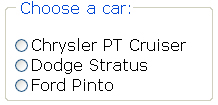 Choose a car:
Chrysler PT Cruiser
Dodge Stratus
Ford Pinto